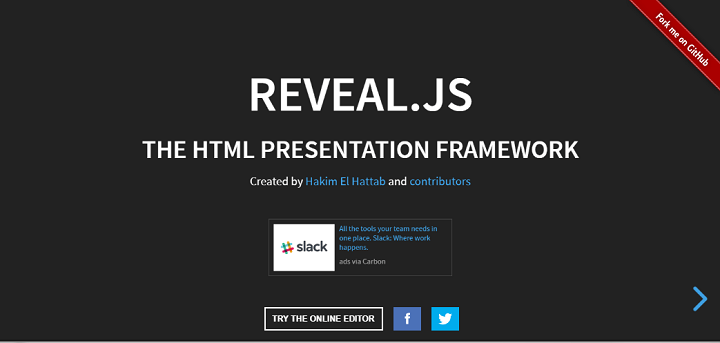 Fork me on GitHub
REVEAL.JS
THE HTML PRESENTATION FRAMEWORK
Created by Hakim El Hattab and contributors
slack
All the tools your team needs in
one place. Slack: Where work
happens.
ads via Carbon
TRY THE ONLINE EDITOR
f